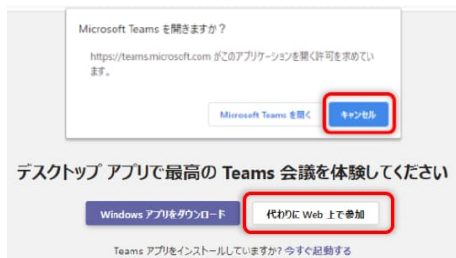 Microsoft Teams を開きますか？
https://teams.microsoft.com がこのアプリケーションを開く許可を求めてい
ます。
Microsoft Teams を開く キャンセル
デスクトップ アプリで最高の Teams 会議を体験してください
Windows アプリをダウンロード 代わりに Web 上で参加
Teams アプリをインストールしていますか? 今すぐ起動する